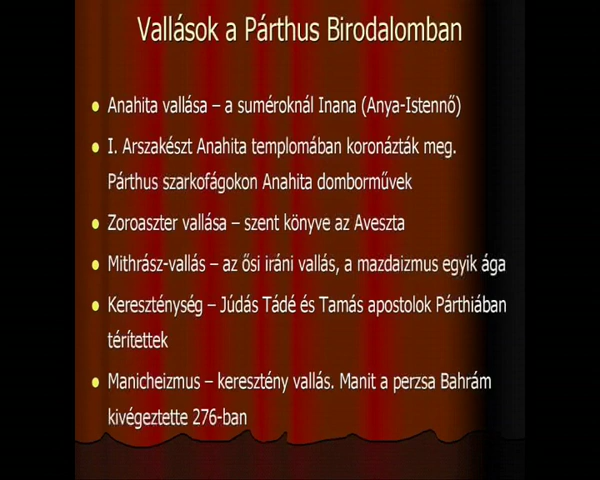 Vallások a Párthus Birodalomban
Anahita vallása – a suméroknál Inana (Anya-Istennő)
I. Arszakészt Anahita templomában koronázták meg.
Párthus szarkofágokon Anahita domborművek
Zoroaszter vallása – szent könyve az Aveszta
Mithrász-vallás – az ősi iráni vallás, a mazdaizmus egyik ága
Kereszténység – Júdás Tádé és Tamás apostolok Párthiában
térítettek
Manicheizmus – keresztény vallás. Manit a perzsa Bahrám
kivégeztette 276-ban